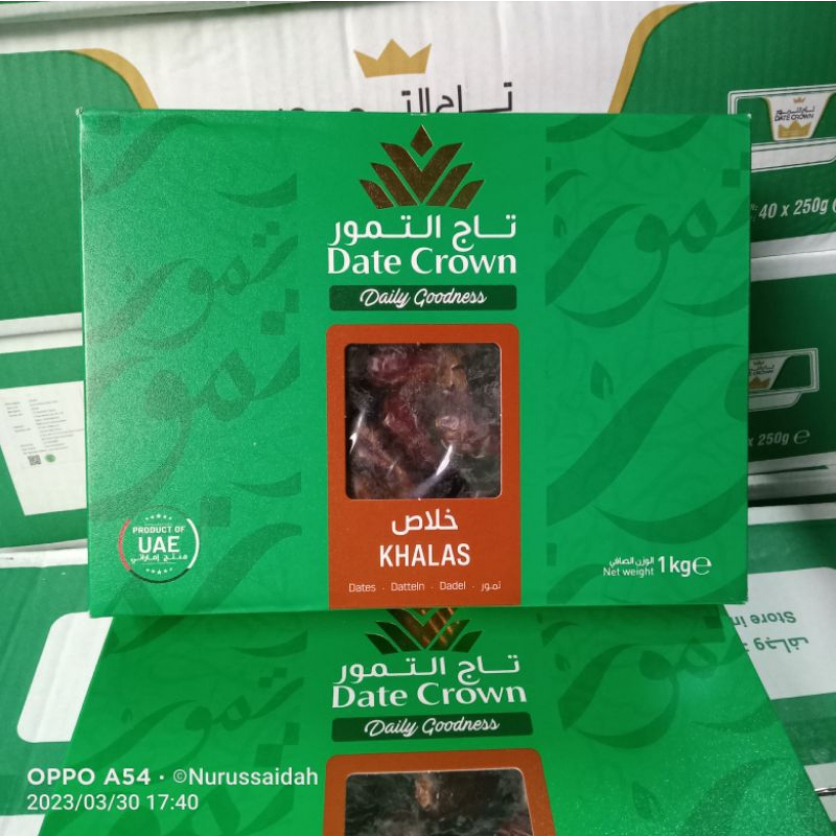 تاج التمور
40 x 250g
DATE CROWN
تاج التمور
Date Crown
Daily Goodness
x 250g e
PRODUCT OF
UAE
منتج إماراتي
خلاص
KHALAS
Dates . Datteln . Dadel . تمور
الوزن الصافي
Net weight 1kg e
Store in
تاج التمور
Date Crown
Daily Goodness
OPPO A54 · ©Nurussaidah
2023/03/30 17:40